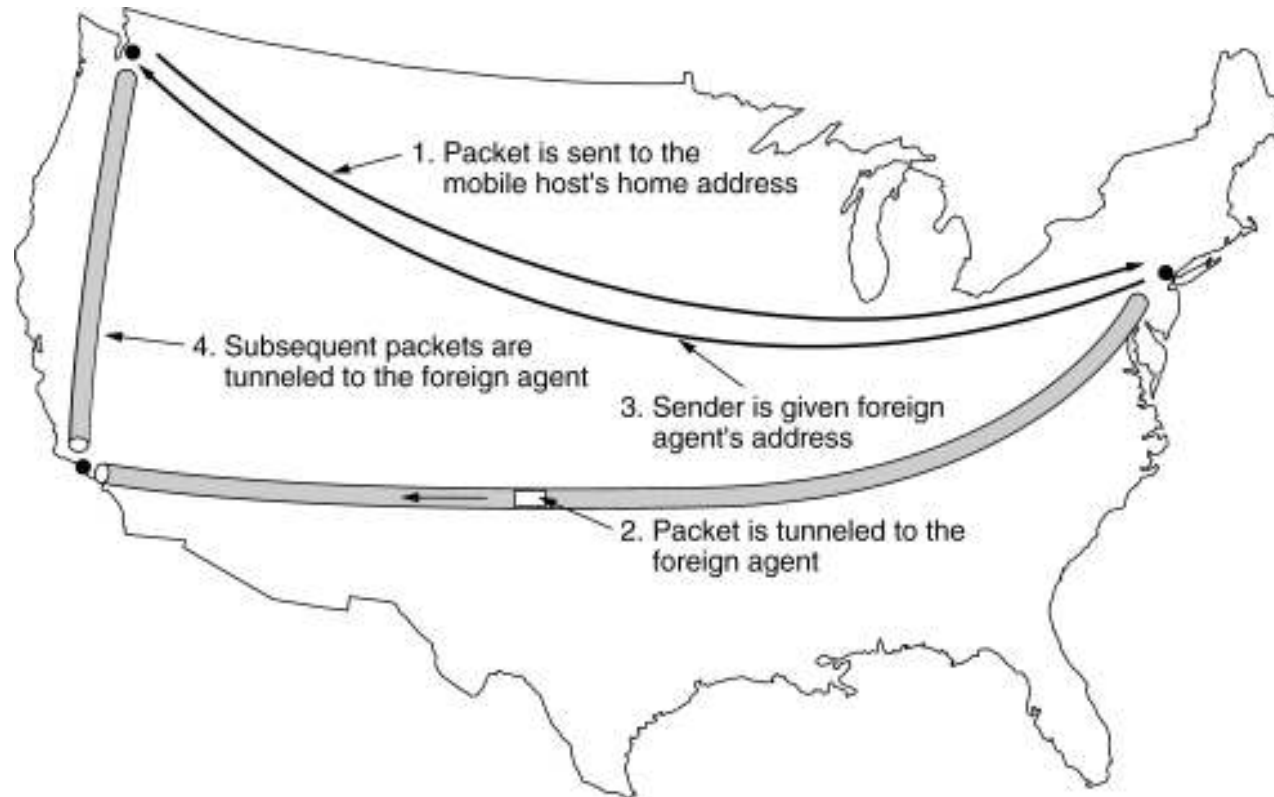 1. Packet is sent to the
mobile host's home address
4. Subsequent packets are
tunneled to the foreign agent
3. Sender is given foreign
agent's address
2. Packet is tunneled to the
foreign agent